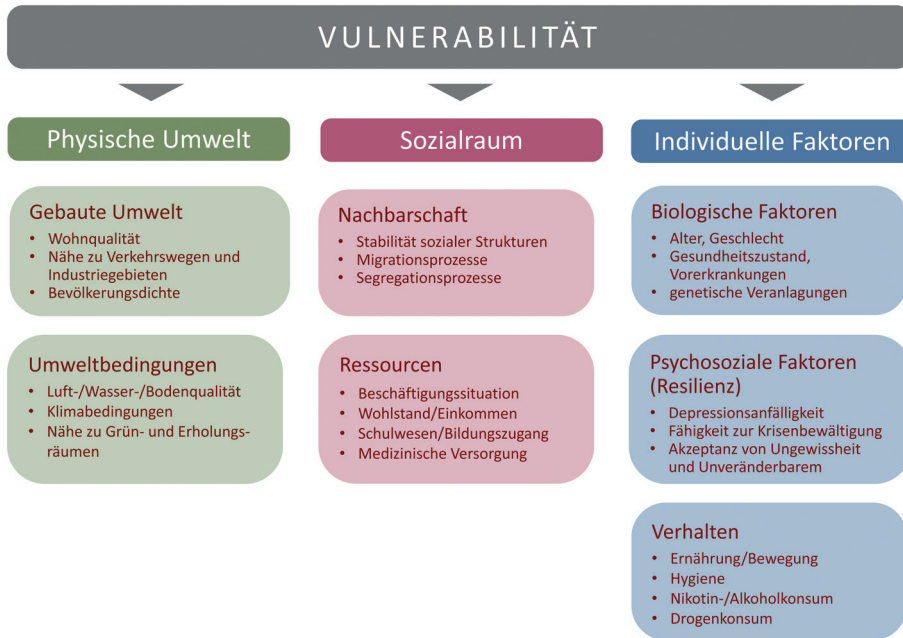 VULNERABILITÄT
Physische Umwelt
Gebaute Umwelt
• Wohnqualität
• Nähe zu Verkehrswegen und
Industriegebieten
• Bevölkerungsdichte
Umweltbedingungen
• Luft-/Wasser-/Bodenqualität
• Klimabedingungen
• Nähe zu Grün- und Erholungs-
räumen
Sozialraum
Nachbarschaft
• Stabilität sozialer Strukturen
• Migrationsprozesse
• Segregationsprozesse
Ressourcen
• Beschäftigungssituation
• Wohlstand/Einkommen
• Schulwesen/Bildungszugang
• Medizinische Versorgung
Individuelle Faktoren
Biologische Faktoren
• Alter, Geschlecht
• Gesundheitszustand,
Vorerkrankungen
• genetische Veranlagungen
Psychosoziale Faktoren
(Resilienz)
• Depressionsanfälligkeit
• Fähigkeit zur Krisenbewältigung
• Akzeptanz von Ungewissheit
und Unveränderbarem
Verhalten
• Ernährung/Bewegung
• Hygiene
• Nikotin-/Alkoholkonsum
• Drogenkonsum